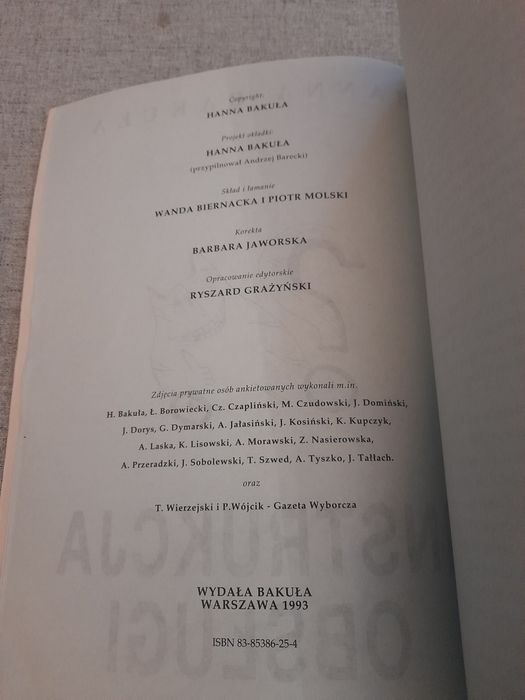 Copyright:
HANNA BAKUŁA
Projekt okładki:
HANNA BAKUŁA
(przypilnował Andrzej Barecki)
Skład i łamanie
WANDA BIERNACKA I PIOTR MOLSKI
Korekta
BARBARA JAWORSKA
Opracowanie edytorskie
RYSZARD GRAŻYŃSKI
Zdjęcia prywatne osób ankietowanych wykonali m.in.
H. Bakuła, Ł. Borowiecki, Cz. Czapliński, M. Czudowski, J. Domiński,
J. Dorys, G. Dymarski, A. Jałasiński, J. Kosiński, K. Kupczyk,
A. Laska, K. Lisowski, A. Morawski, Z. Nasierowska,
A. Przeradzki, J. Sobolewski, T. Szwed, A. Tyszko, J. Tałłach.
oraz
T. Wierzejski i P.Wójcik - Gazeta Wyborcza
WYDAŁA BAKUŁA
WARSZAWA 1993
ISBN 83-85386-25-4
INSTRUKCJA
OBSŁUGI